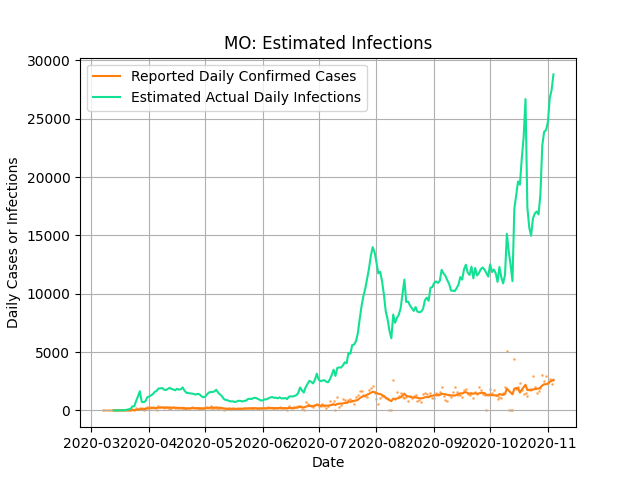 MO: Estimated Infections
Reported Daily Confirmed Cases
Estimated Actual Daily Infections
30000
25000
20000
15000
10000
5000
0
Daily Cases or Infections
2020-03 2020-04 2020-05 2020-06 2020-07 2020-08 2020-09 2020-10 2020-11
Date